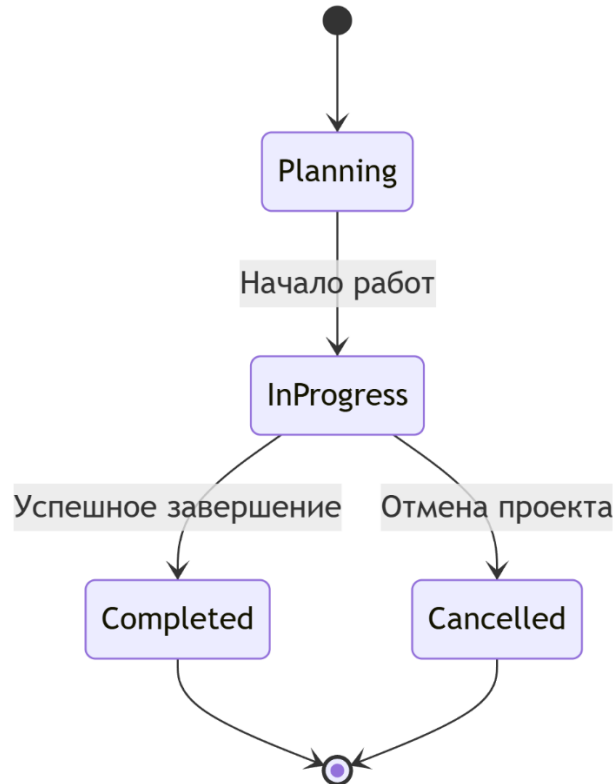 Planning
Начало работ
InProgress
Успешное завершение
Отмена проекта
Completed
Cancelled